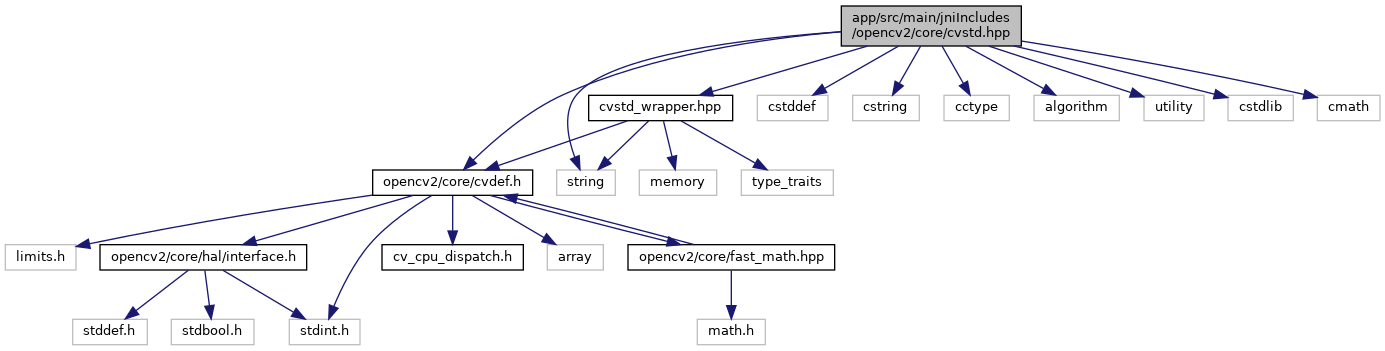 app/src/main/jniIncludes
/opencv2/core/cvstd.hpp
cvstd_wrapper.hpp
cstddef
cstring
cctype
algorithm
utility
cstdlib
cmath
opencv2/core/cvdef.h
string
memory
type_traits
limits.h
opencv2/core/hal/interface.h
cv_cpu_dispatch.h
array
opencv2/core/fast_math.hpp
stddef.h
stdbool.h
stdint.h
math.h